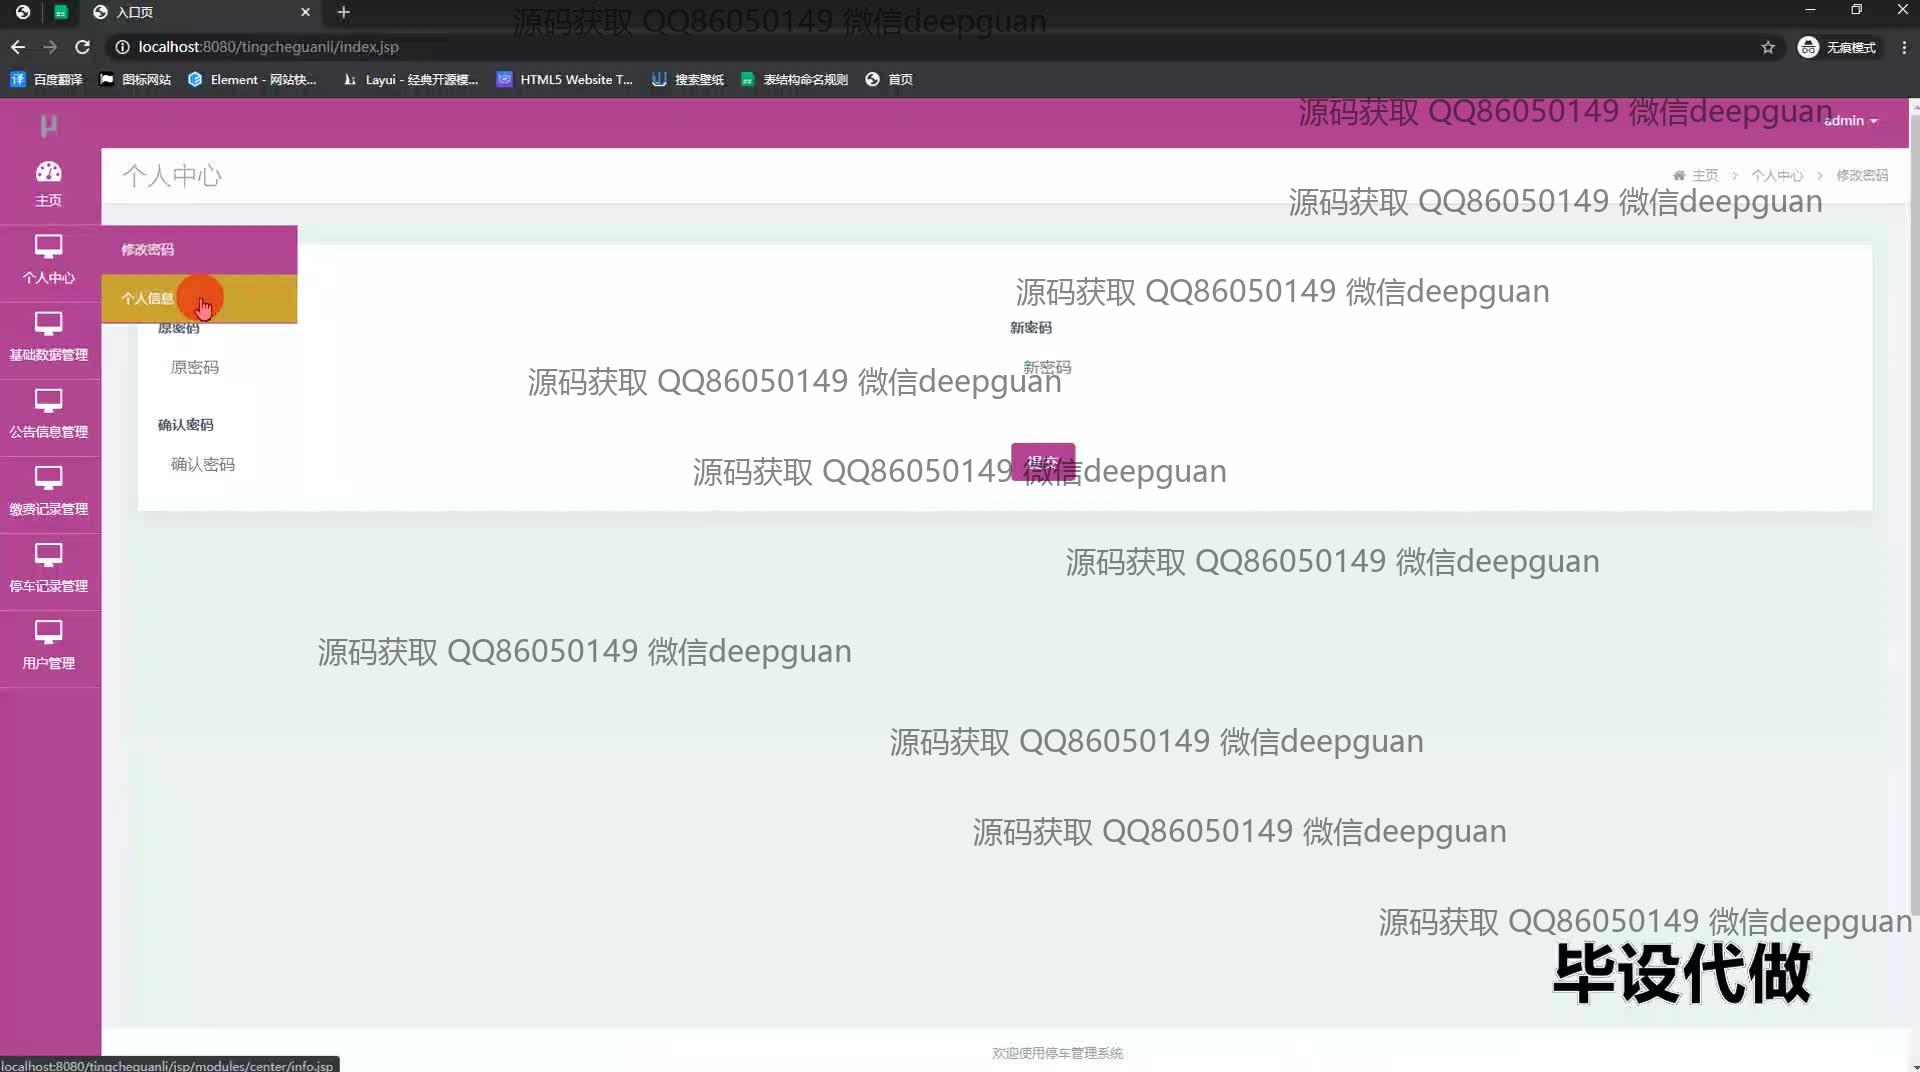 入口页
源码获取 QQ86050149 微信deepguan
localhost:8080/tingcheguanli/index.jsp
无痕模式
百度翻译 图标网站 Element - 网站快... Layui - 经典开源模... HTML5 Website T... 搜索壁纸 表结构命名规则 首页
源码获取 QQ86050149 微信deepguan
admin
个人中心
主页 > 个人中心 > 修改密码
源码获取 QQ86050149 微信deepguan
主页
修改密码
个人中心
个人信息
源码获取 QQ86050149 微信deepguan
原密码 新密码
基础数据管理
原密码 新密码
源码获取 QQ86050149 微信deepguan
确认密码
公告信息管理
确认密码 提交
源码获取 QQ86050149 微信deepguan
缴费记录管理
源码获取 QQ86050149 微信deepguan
停车记录管理
源码获取 QQ86050149 微信deepguan
用户管理
源码获取 QQ86050149 微信deepguan
源码获取 QQ86050149 微信deepguan
源码获取 QQ86050149 微信deepguan
毕设代做
欢迎使用停车管理系统
localhost:8080/tingcheguanli/jsp/modules/center/info.jsp